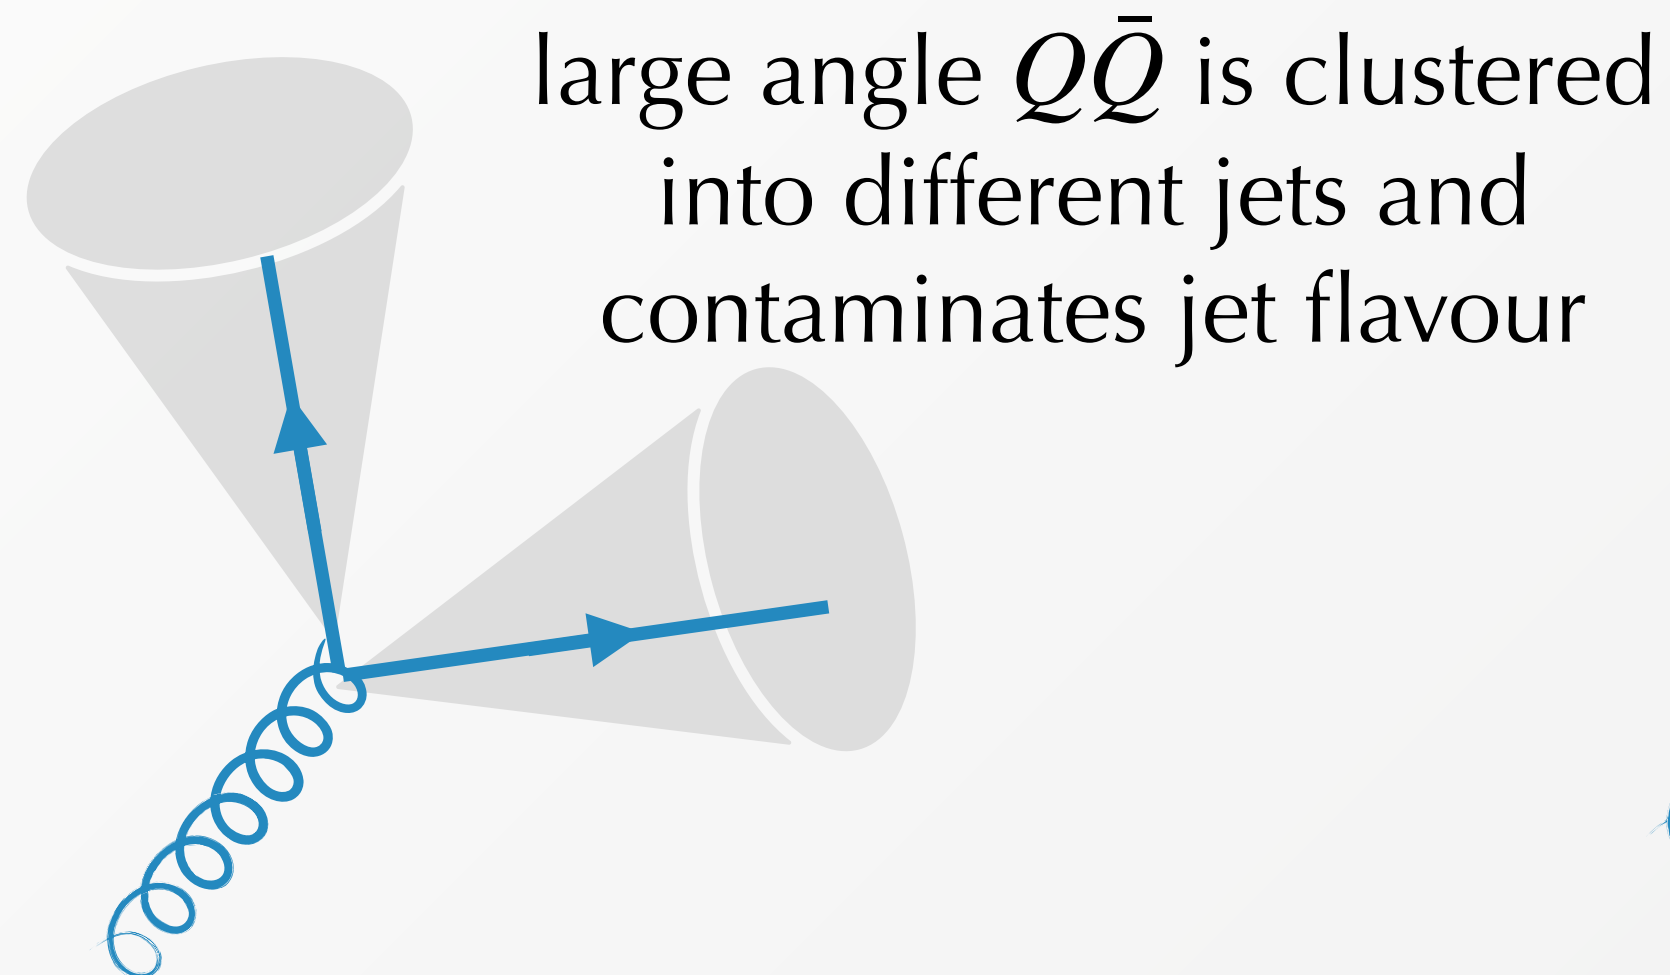 large angle QQ̄ is clustered
into different jets and
contaminates jet flavour